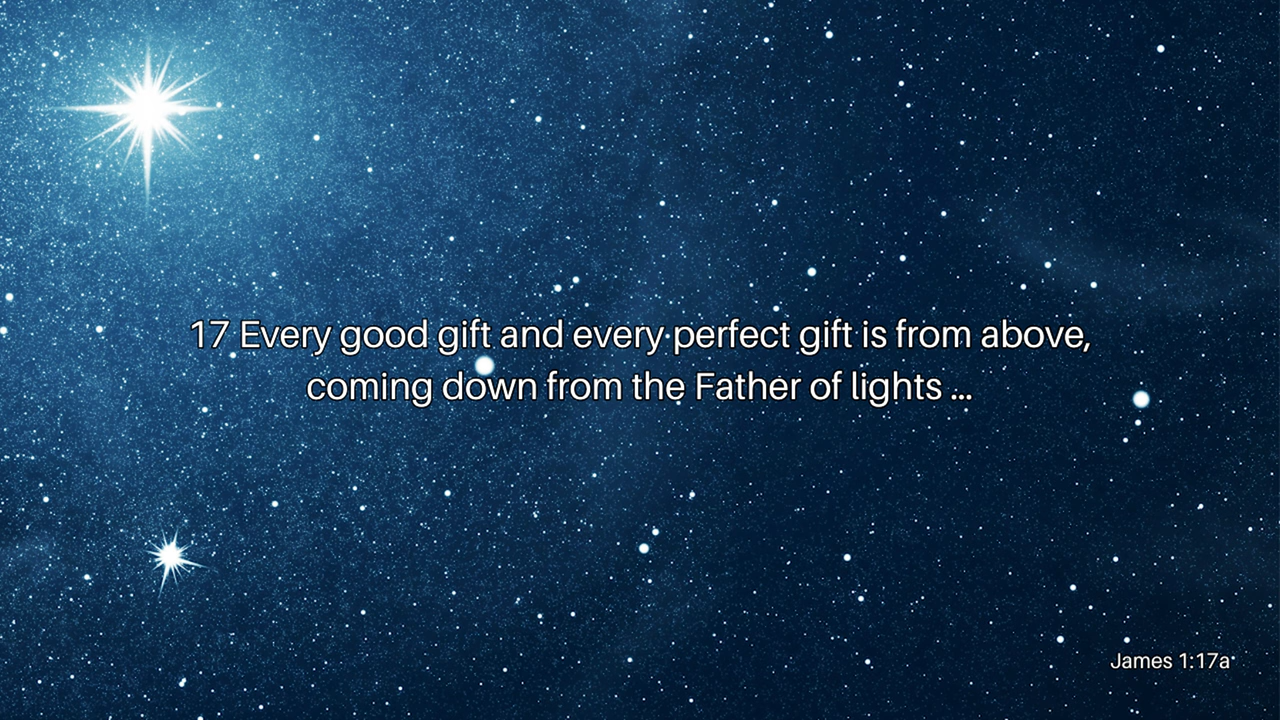 17 Every good gift and every perfect gift is from above,
coming down from the Father of lights ...
James 1:17a